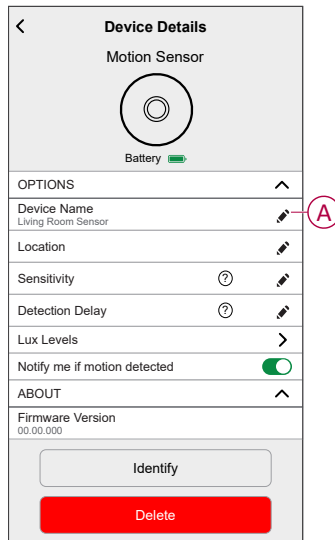 Device Details
Motion Sensor
Battery
OPTIONS
Device Name
Living Room Sensor
A
Location
Sensitivity ?
Detection Delay ?
Lux Levels
Notify me if motion detected
ABOUT
Firmware Version
00.00.000
Identify
Delete